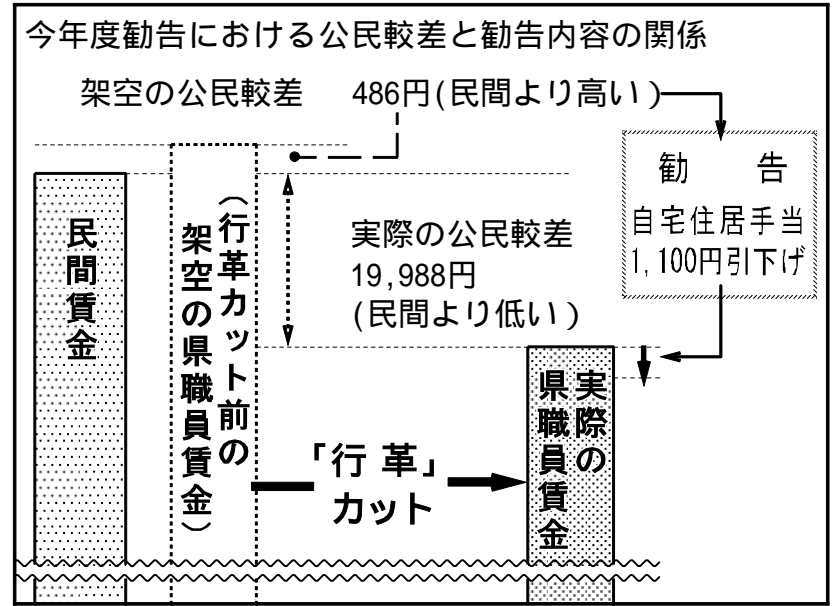 今年度勧告における公民較差と勧告内容の関係
架空の公民較差　486円(民間より高い)
勧　告
自宅住居手当
1,100円引下げ
民間賃金
(行革カット前の
架空の県職員賃金)
実際の公民較差
19,988円
(民間より低い)
「行 革」
カット
実際の
県職員賃金